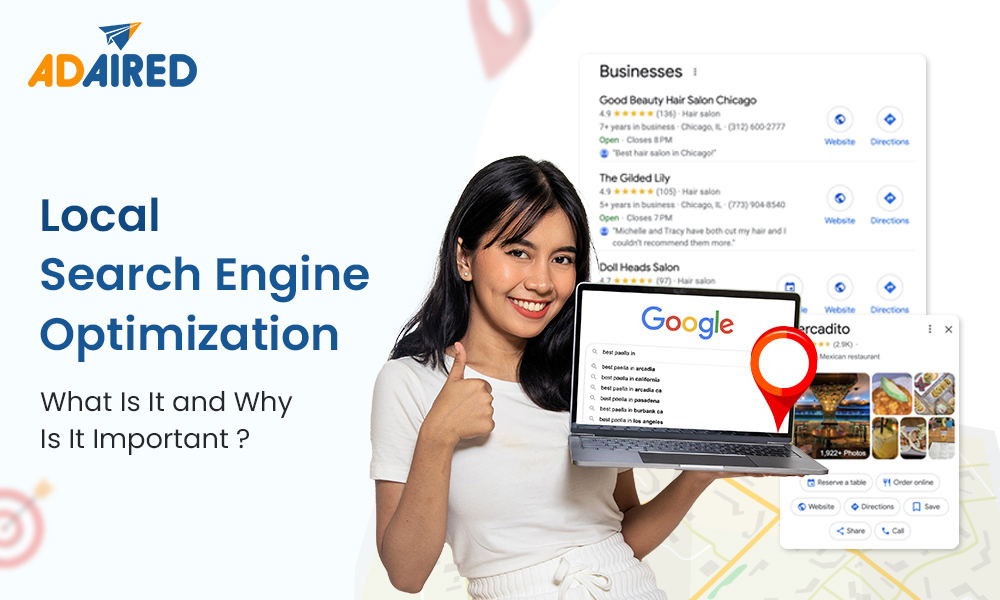 ADAIRED
Local
Search Engine
Optimization
What Is It and Why
Is It Important ?
Businesses
Good Beauty Hair Salon Chicago
4.9 ★★★★★ (136) · Hair salon
7+ years in business · Chicago, IL · (312) 600-2777
Open · Closes 8 PM
"Best hair salon in Chicago!"
Website
Directions
The Gilded Lily
4.9 ★★★★★ (105) · Hair salon
5+ years in business · Chicago, IL · (773) 904-8540
Open · Closes 7 PM
"Michelle and Tracy have both cut my hair and I
couldn't recommend them more."
Website
Directions
Doll Heads Salon
4.7 ★★★★★ (97) · Hair salon
Website
Directions
Google
best paella in
best paella in arcadia
best paella in california
best paella in arcadia ca
best paella in pasadena
best paella in burbank ca
best paella in los angeles
ercadito
(2.9K) ·
Mexican restaurant
1,922+ Photos
Reserve a table
Order online
Website
Directions
Save
Share
Call